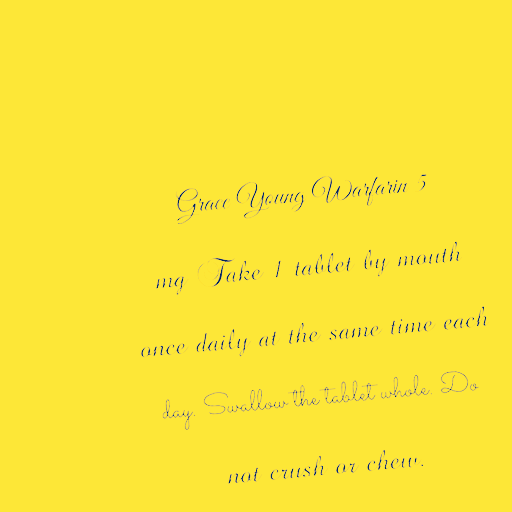 Grace Young Warfarin 5
mg Take 1 tablet by mouth
once daily at the same time each
day. Swallow the tablet whole. Do
not crush or chew.